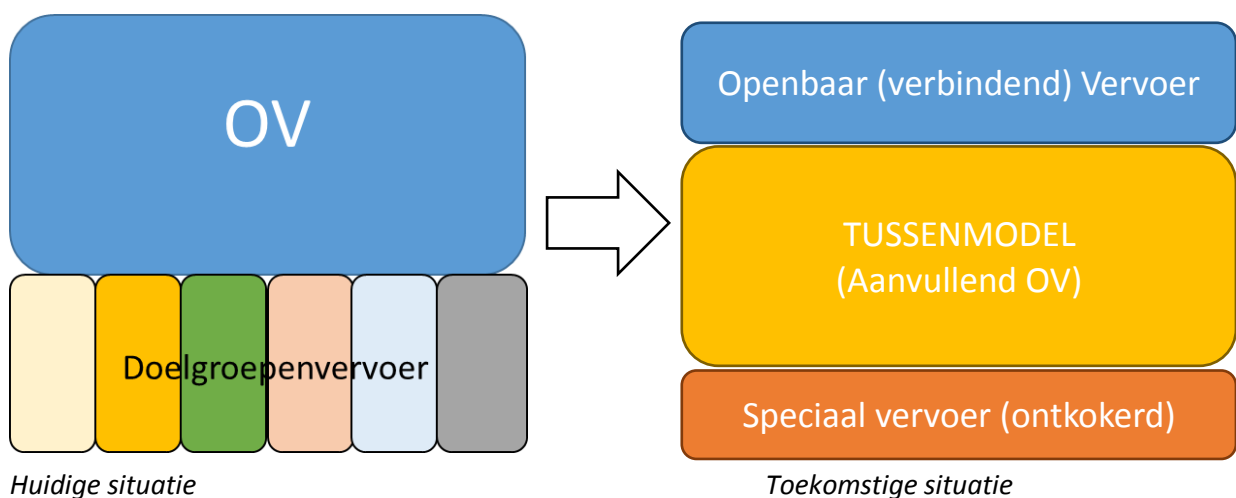 OV
Doelgroepenvervoer
Huidige situatie
Openbaar (verbindend) Vervoer
TUSSENMODEL
(Aanvullend OV)
Speciaal vervoer (ontkokerd)
Toekomstige situatie